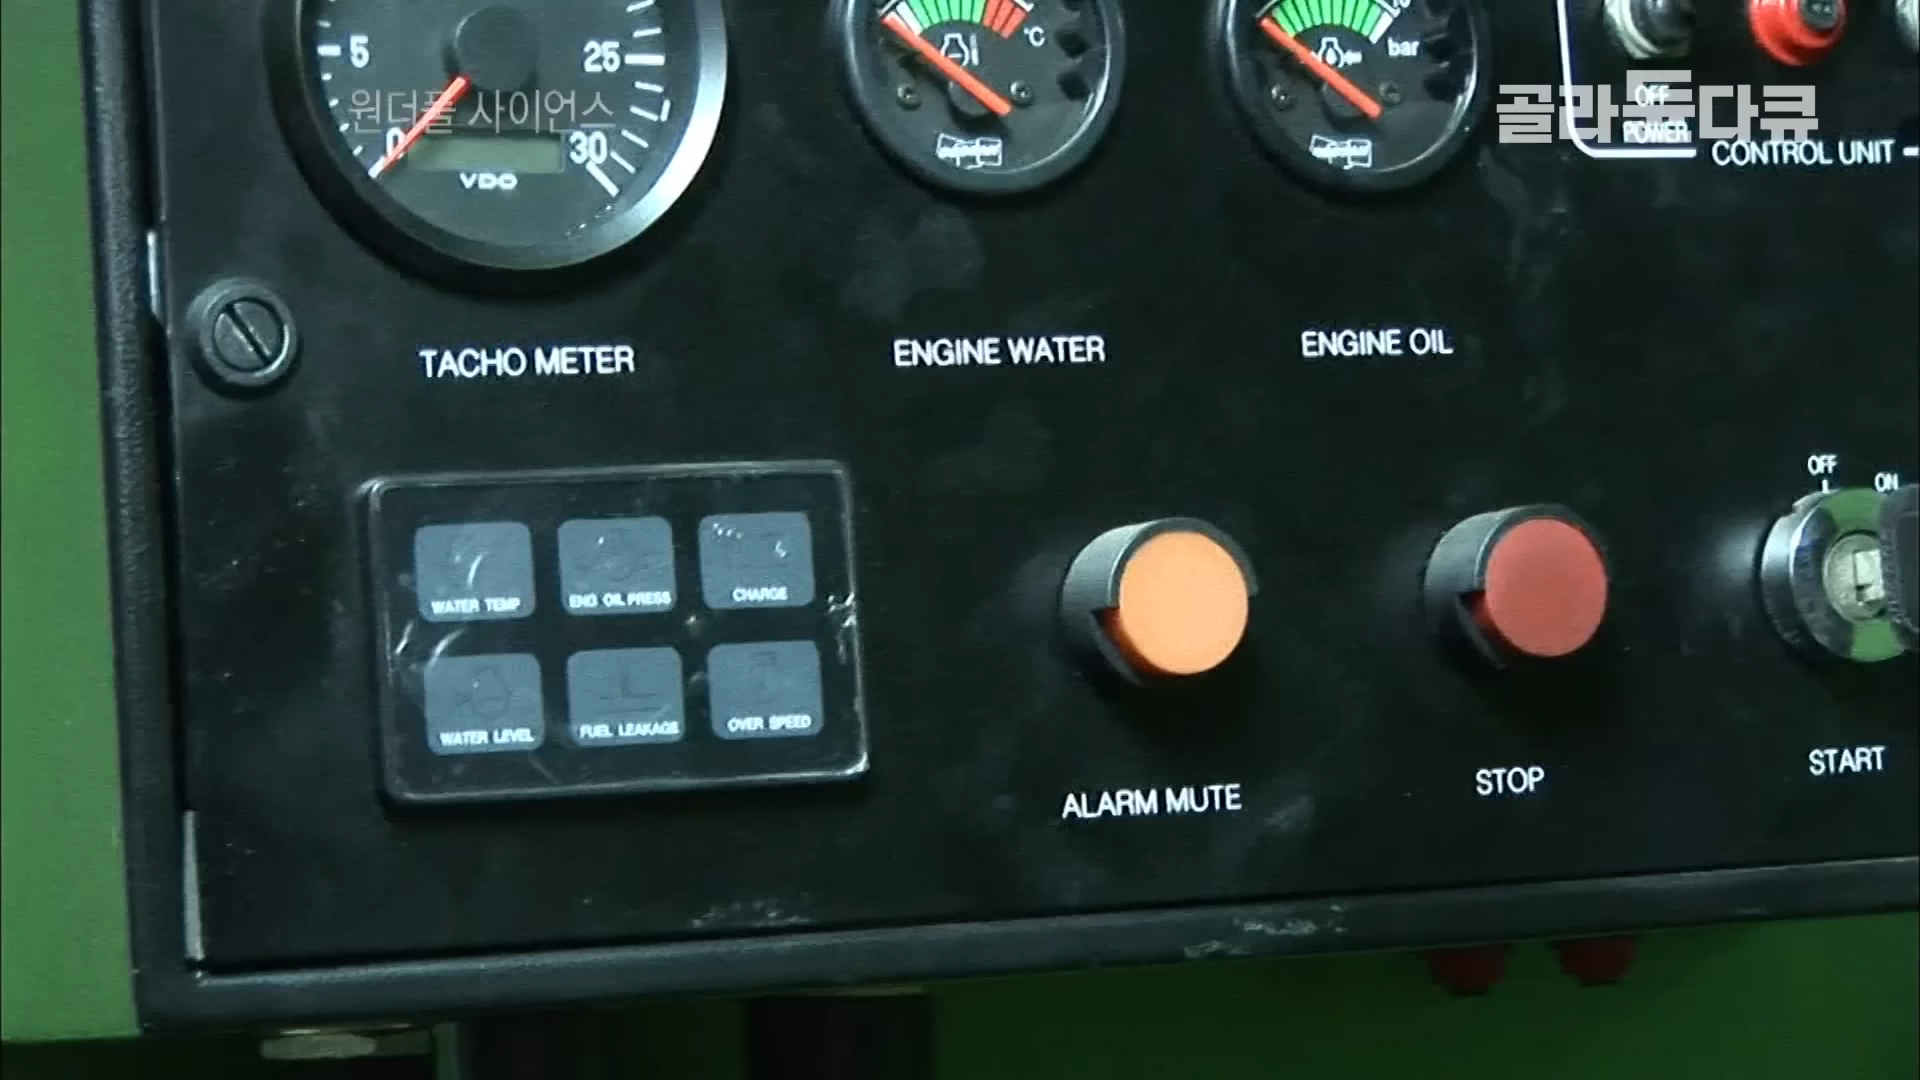 5
25
0
30
VDO
°C
bar
원더풀 사이언스
골라듄다큐
OFF
POWER
CONTROL UNIT
TACHO METER
ENGINE WATER
ENGINE OIL
WATER TEMP
ENG OIL PRESS
CHARGE
WATER LEVEL
FUEL LEAKAGE
OVER SPEED
OFF
ON
ALARM MUTE
STOP
START